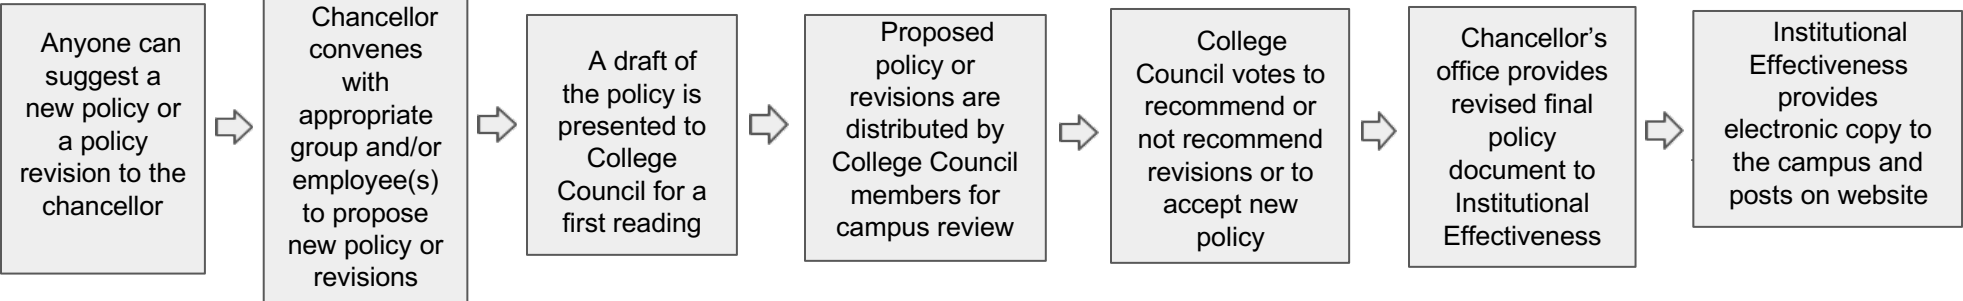 Anyone can
suggest a
new policy or
a policy
revision to the
chancellor
Chancellor
convenes
with
appropriate
group and/or
employee(s)
to propose
new policy or
revisions
A draft of
the policy is
presented to
College
Council for a
first reading
Proposed
policy or
revisions are
distributed by
College Council
members for
campus review
College
Council votes to
recommend or
not recommend
revisions or to
accept new
policy
Chancellor’s
office provides
revised final
policy
document to
Institutional
Effectiveness
Institutional
Effectiveness
provides
electronic copy to
the campus and
posts on website